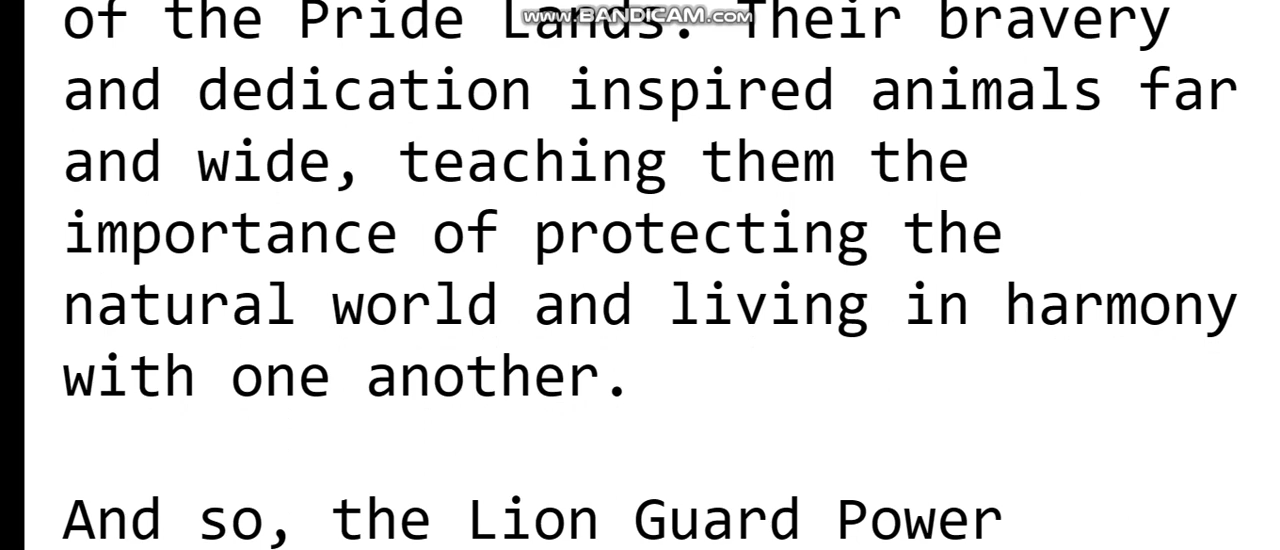 www.BANDICAM.com
of the Pride Lands. Their bravery
and dedication inspired animals far
and wide, teaching them the
importance of protecting the
natural world and living in harmony
with one another.
And so, the Lion Guard Power